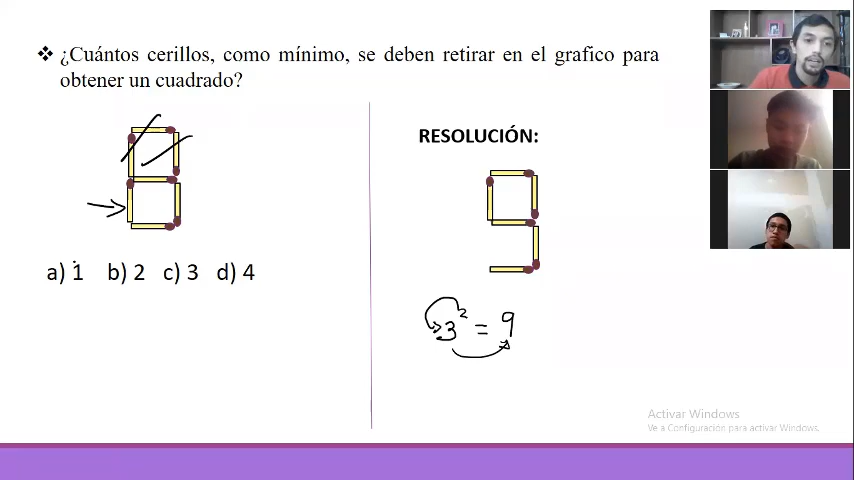 ❖ ¿Cuántos cerillos, como mínimo, se deben retirar en el grafico para
obtener un cuadrado?
a) 1 b) 2 c) 3 d) 4
RESOLUCIÓN:
3² = 9
Activar Windows
Ve a Configuración para activar Windows.